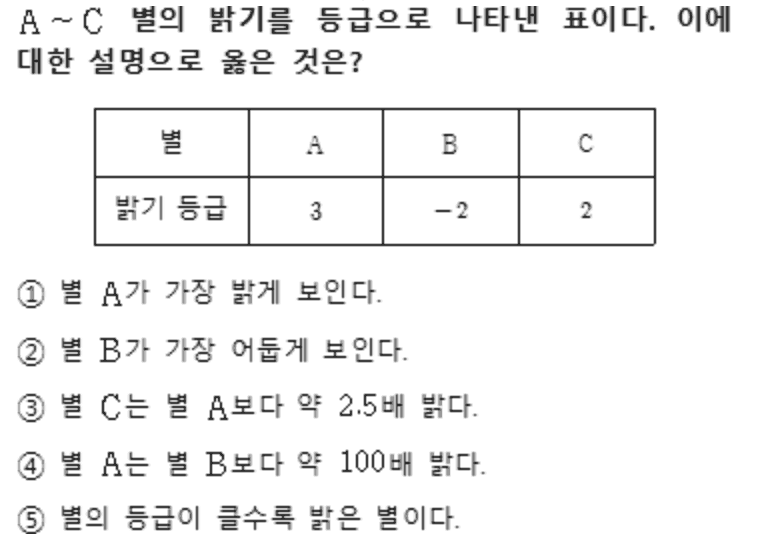 A ~ C 별의 밝기를 등급으로 나타낸 표이다. 이에
대한 설명으로 옳은 것은?
별 A B C
밝기 등급 3 −2 2
① 별 A가 가장 밝게 보인다.
② 별 B가 가장 어둡게 보인다.
③ 별 C는 별 A보다 약 2.5배 밝다.
④ 별 A는 별 B보다 약 100배 밝다.
⑤ 별의 등급이 클수록 밝은 별이다.